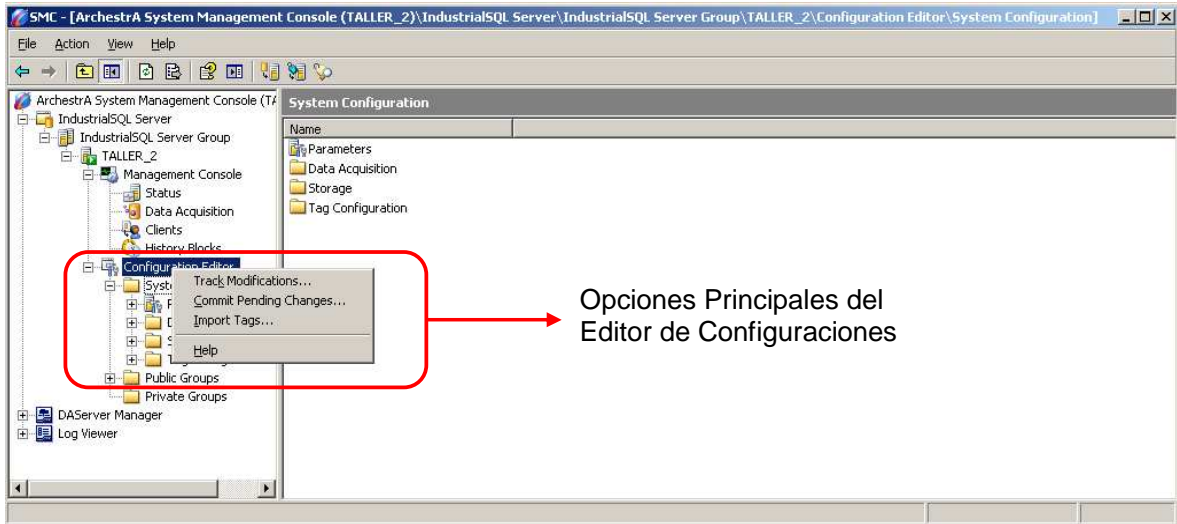 SMC - [ArchestrA System Management Console (TALLER_2)\IndustrialSQL Server\IndustrialSQL Server Group\TALLER_2\Configuration Editor\System Configuration]
File Action View Help
ArchestrA System Management Console (TA
IndustrialSQL Server
IndustrialSQL Server Group
TALLER_2
Management Console
Status
Data Acquisition
Clients
History Blocks
Configuration Editor
Syst
Public Groups
Private Groups
DAServer Manager
Log Viewer
Track Modifications...
Commit Pending Changes...
Import Tags...
Help
System Configuration
Name
Parameters
Data Acquisition
Storage
Tag Configuration
Opciones Principales del
Editor de Configuraciones